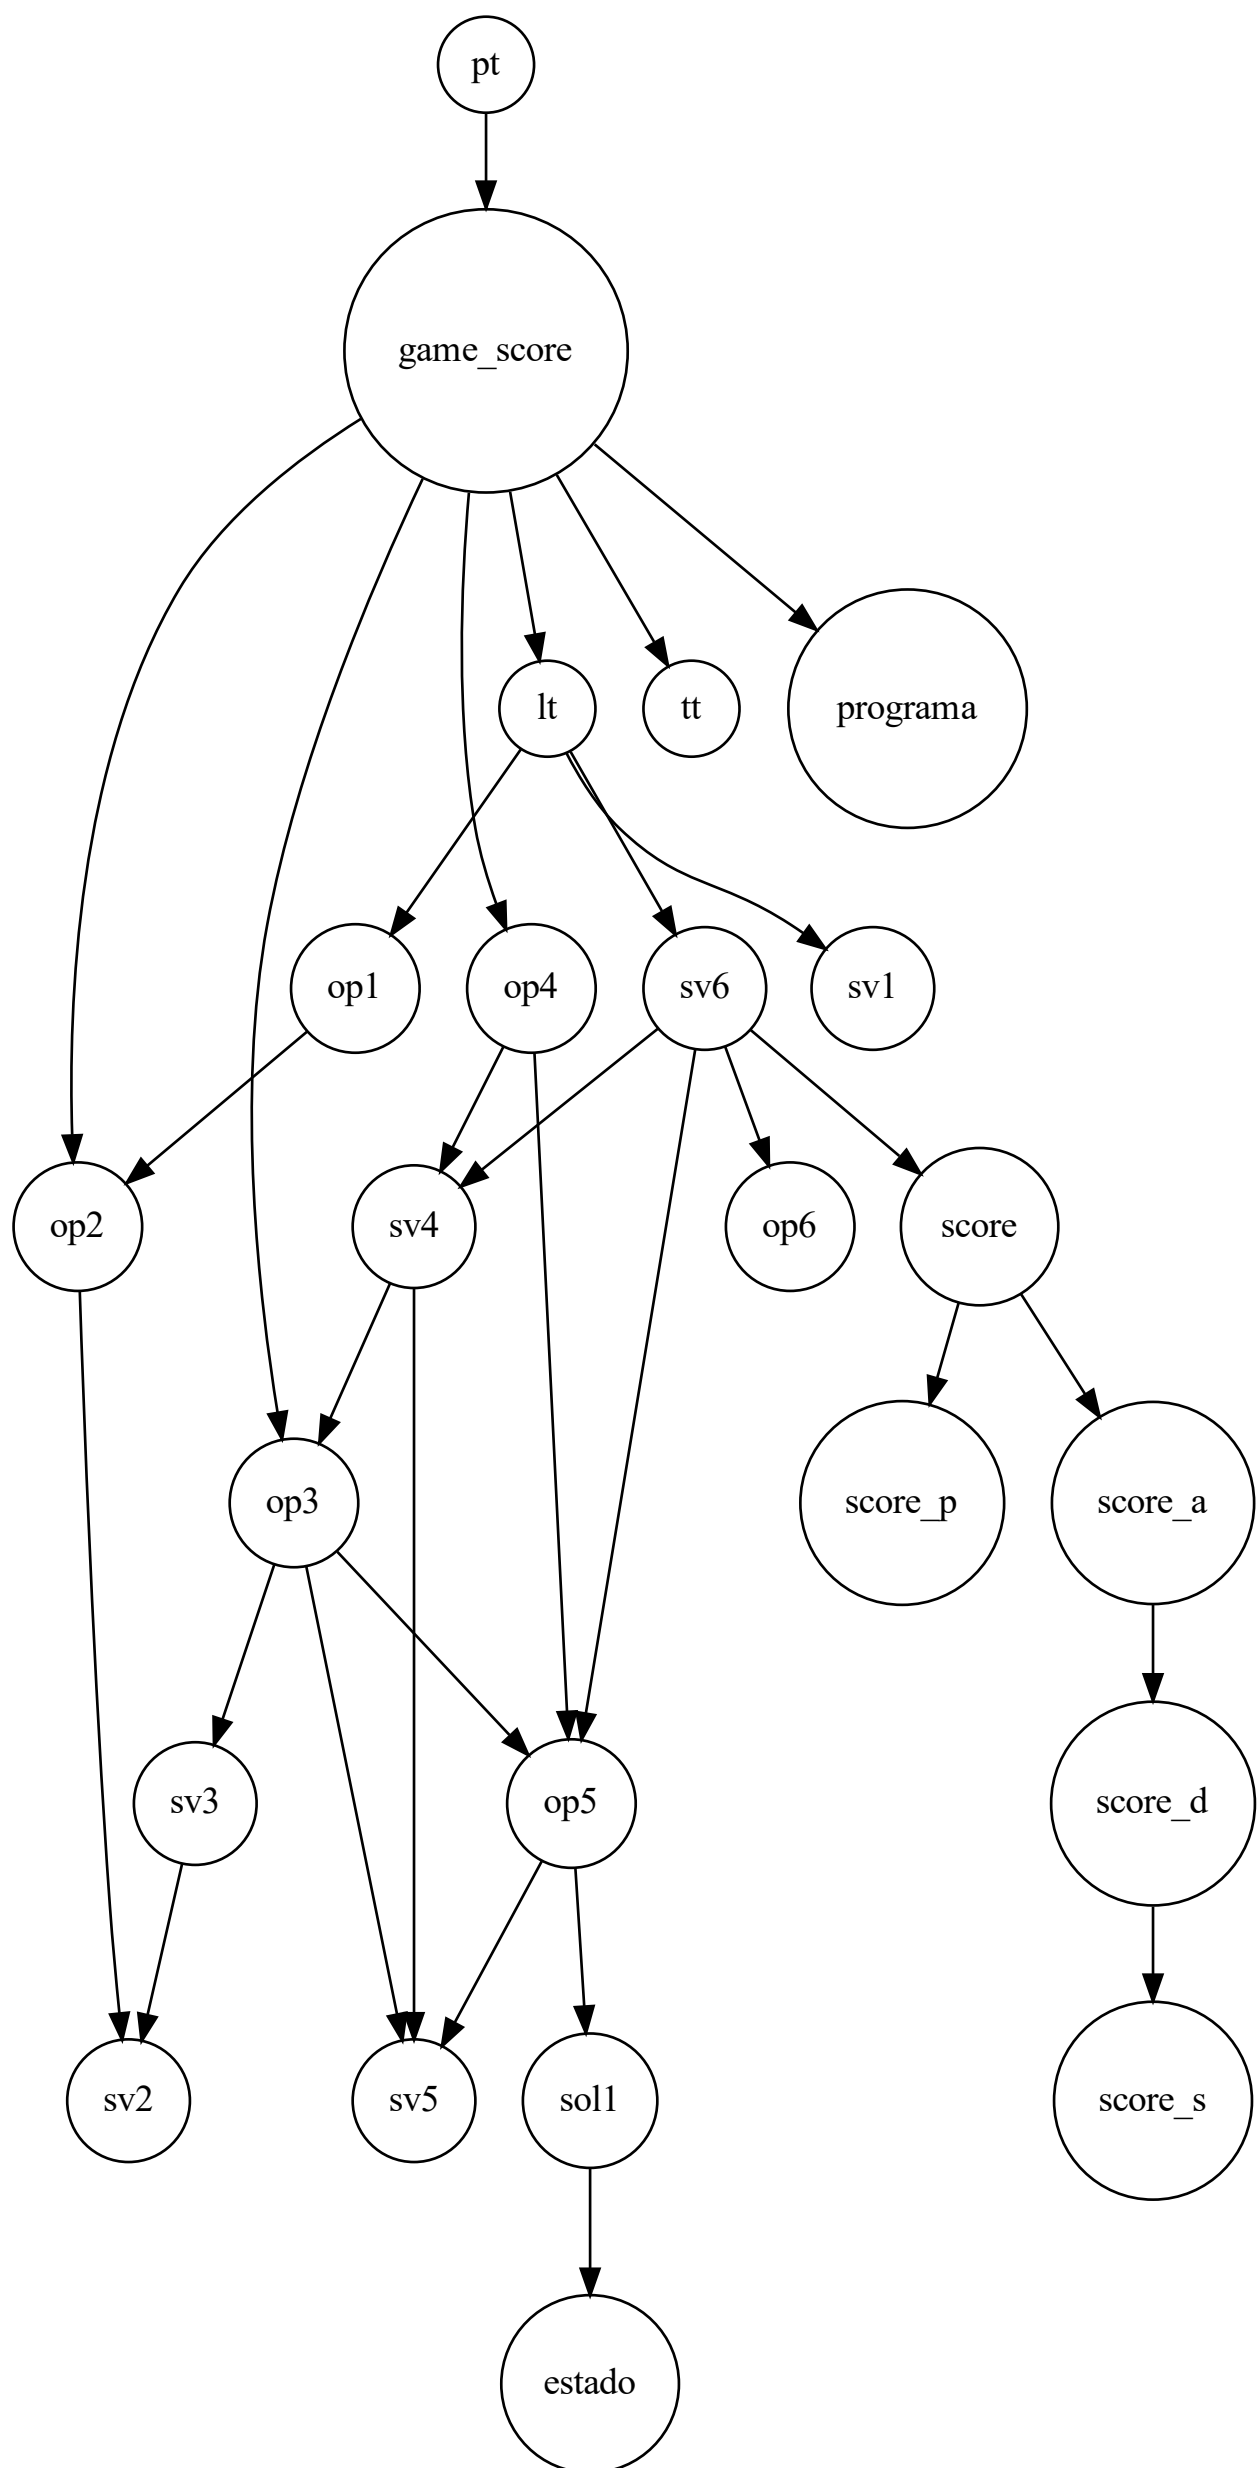 pt
game_score
lt
tt
programa
op1
op4
sv6
sv1
op2
sv4
op6
score
op3
score_p
score_a
sv3
op5
score_d
sv2
sv5
sol1
score_s
estado